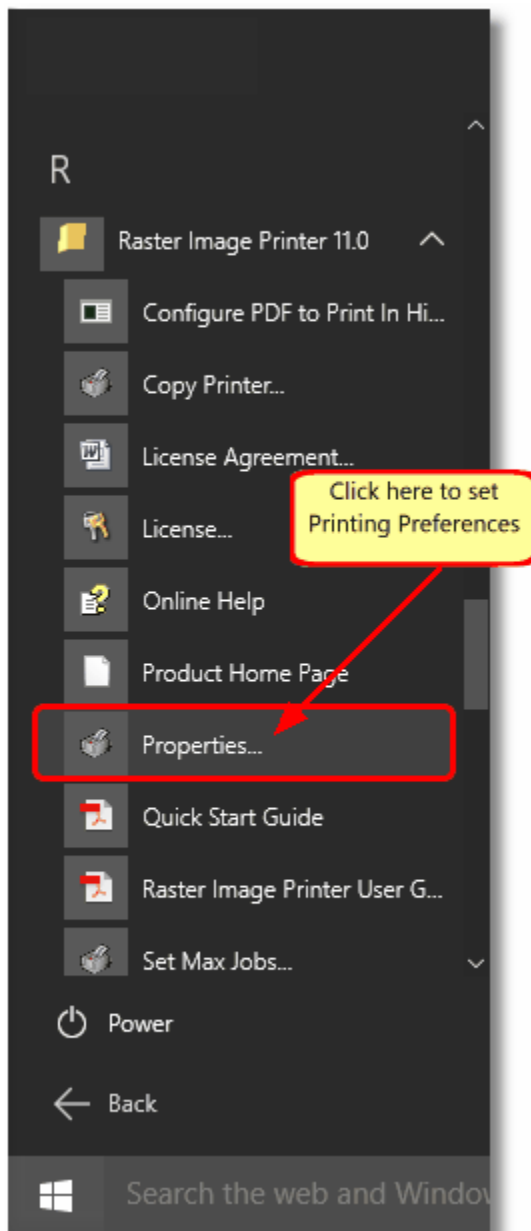 R
Raster Image Printer 11.0
Configure PDF to Print In Hi...
Copy Printer...
License Agreement...
Click here to set
Printing Preferences
License...
Online Help
Product Home Page
Properties...
Quick Start Guide
Raster Image Printer User G...
Set Max Jobs...
Power
Back
Search the web and Window